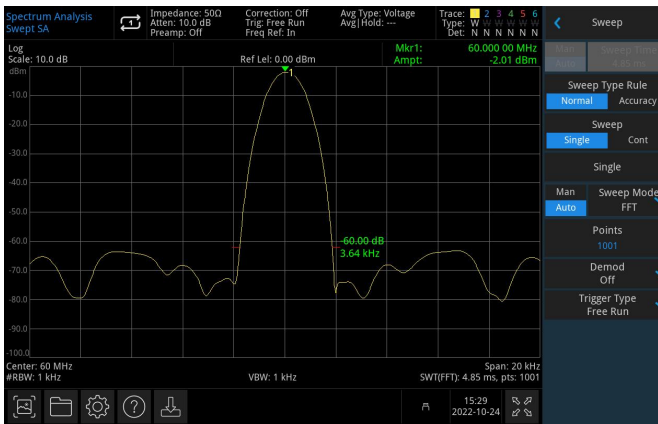 Spectrum Analysis
Swept SA
1
Impedance: 50Ω
Atten: 10.0 dB
Preamp: Off
Correction: Off
Trig: Free Run
Freq Ref: In
Avg Type: Voltage
Avg|Hold: ---
Trace: 1 2 3 4 5 6
Type: W W W W W W
Det: N N N N N N
Sweep
Log
Scale: 10.0 dB
Ref Lel: 0.00 dBm
Mkr1: 60.000 00 MHz
Ampt: -2.01 dBm
dBm
1
-10.0
-20.0
-30.0
-40.0
-50.0
-60.0
-70.0
-80.0
-90.0
-100.0
-60.00 dB
3.64 kHz
Center: 60 MHz
#RBW: 1 kHz
VBW: 1 kHz
Span: 20 kHz
SWT(FFT): 4.85 ms, pts: 1001
Man
Auto
Sweep Time
4.85 ms
Sweep Type Rule
Normal Accuracy
Sweep
Single Cont
Single
Man
Auto
Sweep Mode
FFT
Points
1001
Demod
Off
Trigger Type
Free Run
15:29
2022-10-24